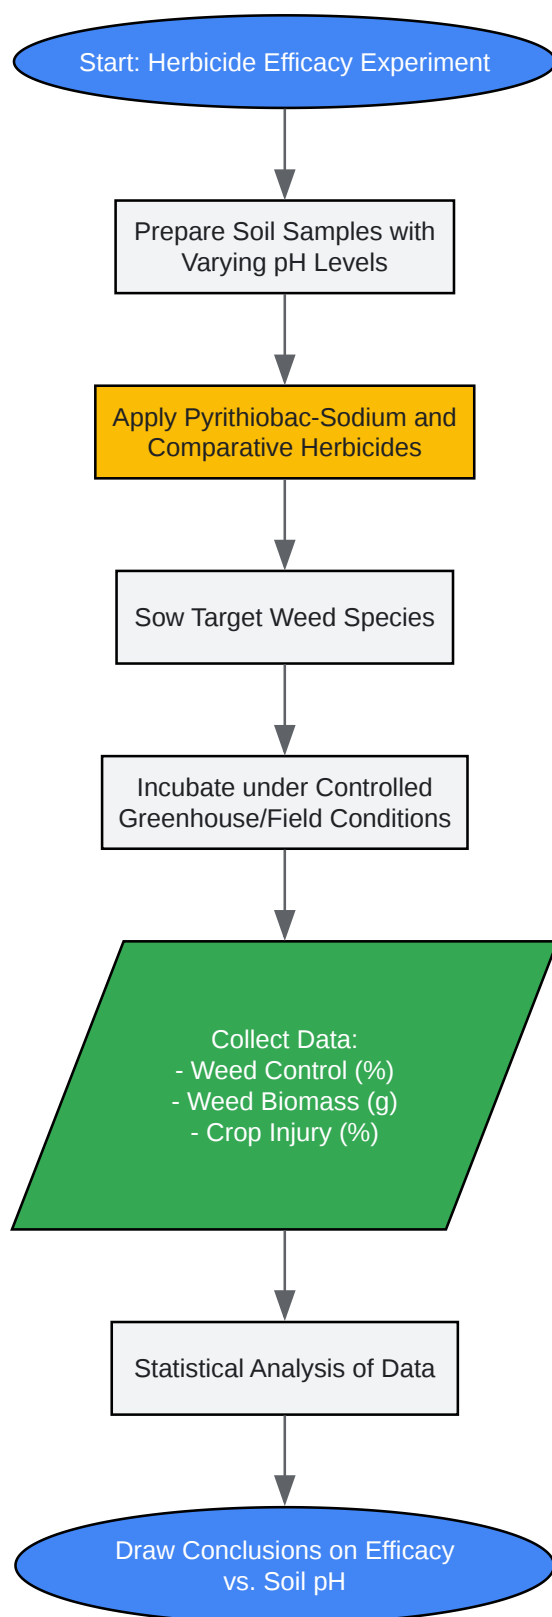 Start: Herbicide Efficacy Experiment
Prepare Soil Samples with
Varying pH Levels
Apply Pyrithiobac-Sodium and
Comparative Herbicides
Sow Target Weed Species
Incubate under Controlled
Greenhouse/Field Conditions
Collect Data:
- Weed Control (%)
- Weed Biomass (g)
- Crop Injury (%)
Statistical Analysis of Data
Draw Conclusions on Efficacy
vs. Soil pH